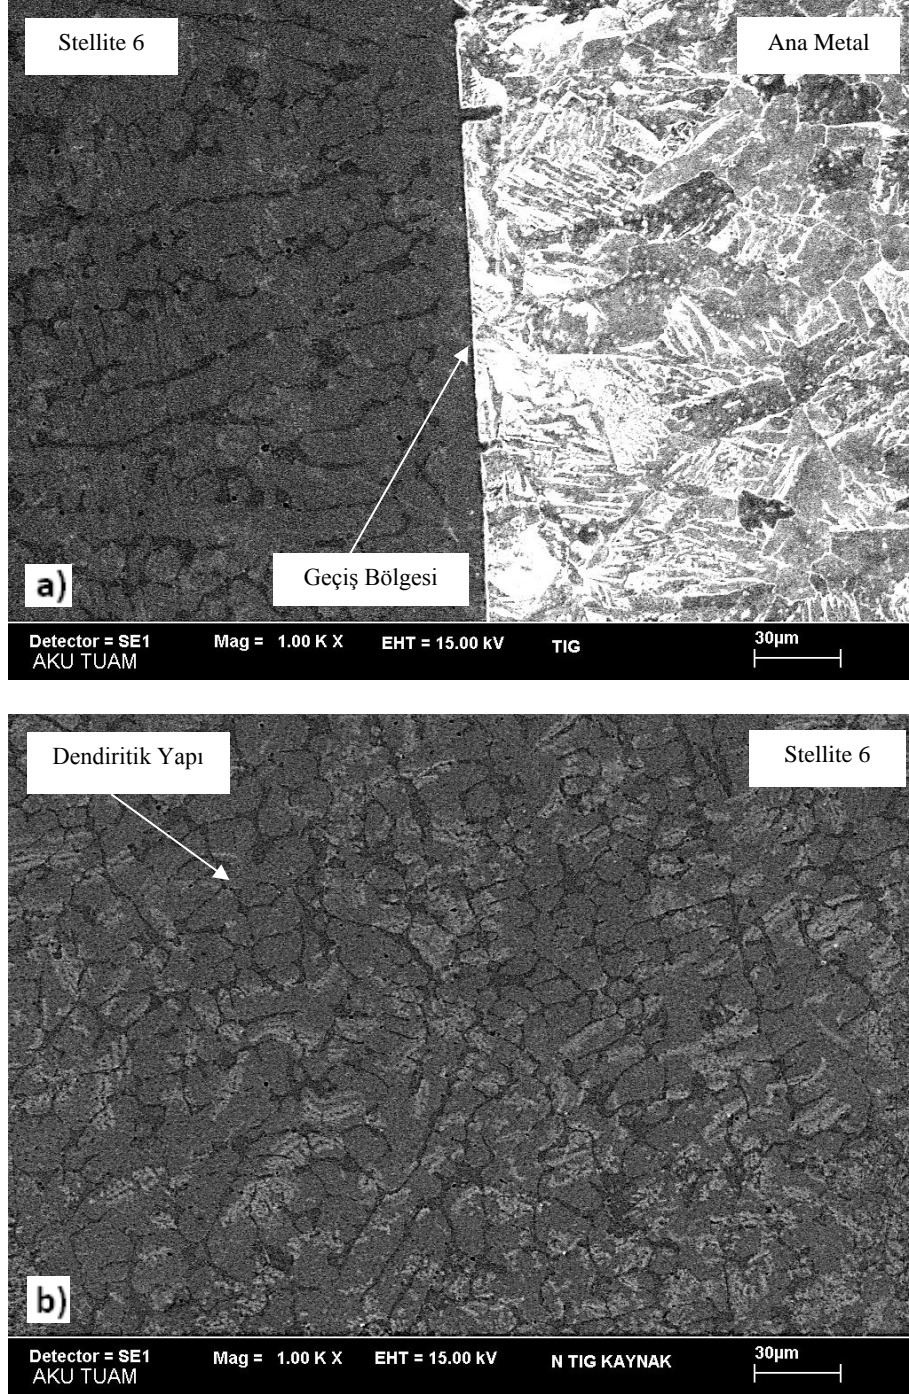 Stellite 6
Ana Metal
Geçiş Bölgesi
a)
Detector = SE1 Mag = 1.00 K X EHT = 15.00 kV TIG 30µm
AKU TUAM
Dendiritik Yapı
Stellite 6
b)
Detector = SE1 Mag = 1.00 K X EHT = 15.00 kV N TIG KAYNAK 30µm
AKU TUAM